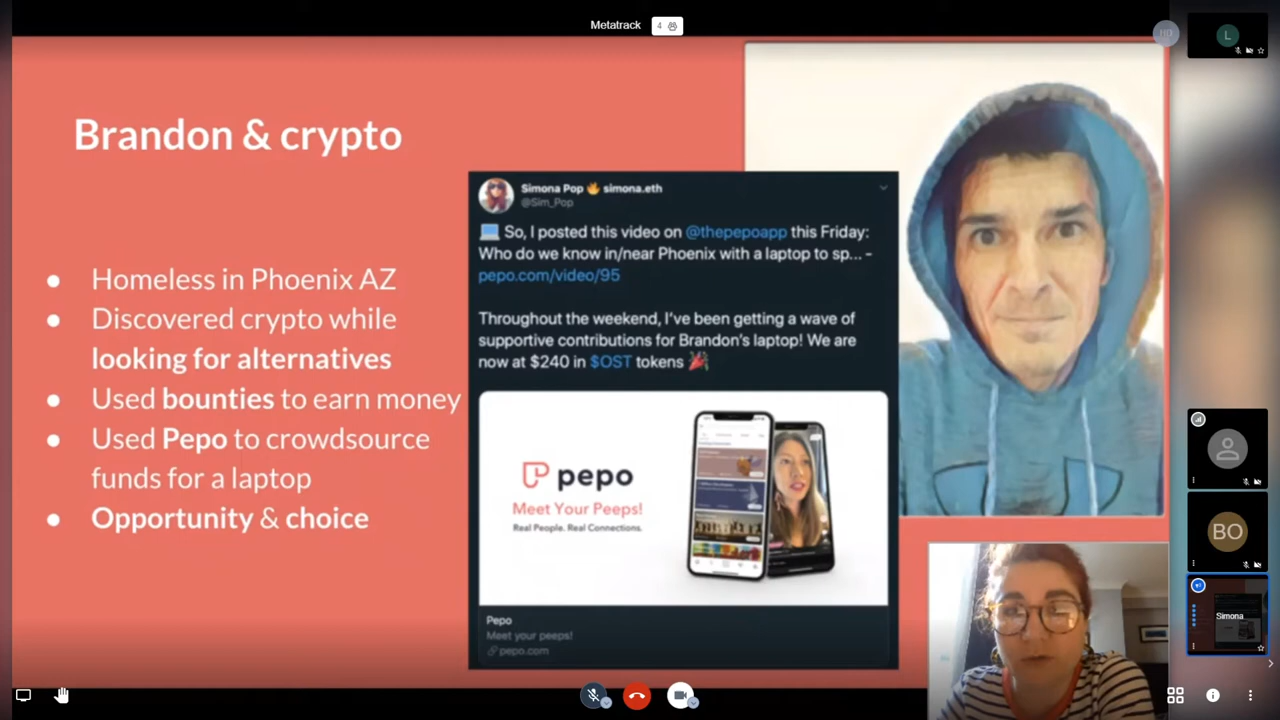 Metatrack
4
HD
L
Brandon & crypto
Simona Pop 🔥 simona.eth
@Sim_Pop
💻 So, I posted this video on @thepepoapp this Friday:
Who do we know in/near Phoenix with a laptop to sp... -
pepo.com/video/95
Throughout the weekend, I've been getting a wave of
supportive contributions for Brandon's laptop! We are
now at $240 in $OST tokens 🎉
pepo
Meet Your Peeps!
Real People. Real Connections.
Pepo
Meet your peeps!
pepo.com
● Homeless in Phoenix AZ
● Discovered crypto while
looking for alternatives
● Used bounties to earn money
● Used Pepo to crowdsource
funds for a laptop
● Opportunity & choice
BO
Simona